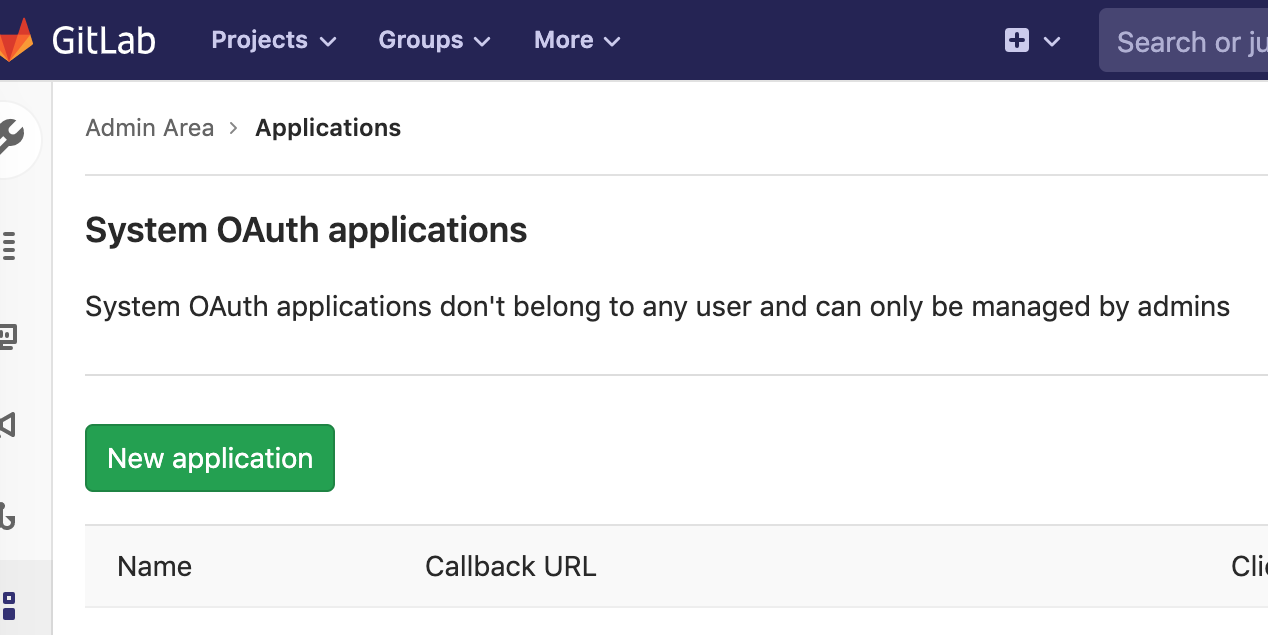 GitLab Projects Groups More Search or ju
Admin Area > Applications
System OAuth applications
System OAuth applications don't belong to any user and can only be managed by admins
New application
Name Callback URL Clie